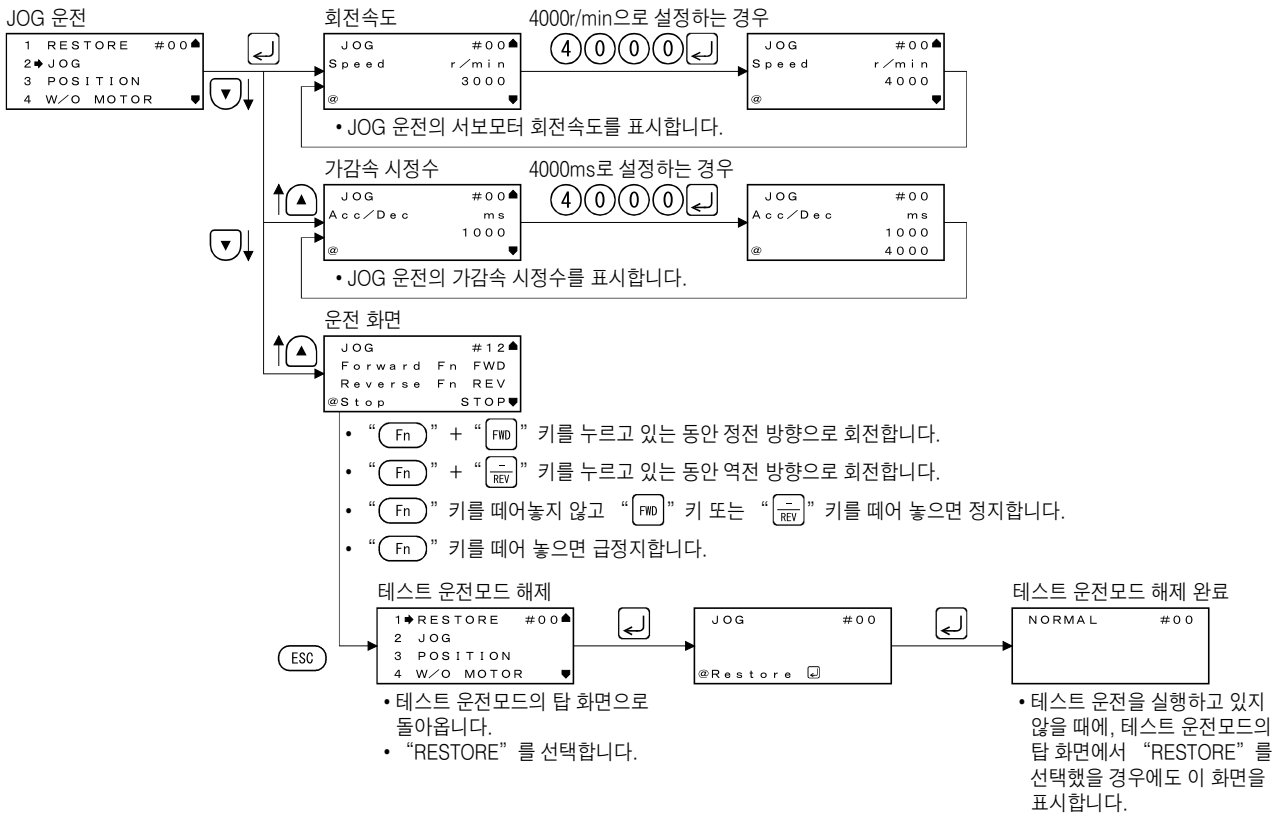 JOG 운전
1 RESTORE #00
2 JOG
3 POSITION
4 W/O MOTOR
회전속도
JOG #00
Speed r/min
3000
@
4000r/min으로 설정하는 경우
4 0 0 0
JOG #00
Speed r/min
4000
@
• JOG 운전의 서보모터 회전속도를 표시합니다.
가감속 시정수
JOG #00
Acc/Dec ms
1000
@
4000ms로 설정하는 경우
4 0 0 0
JOG #00
Acc/Dec ms
1000
@ 4000
• JOG 운전의 가감속 시정수를 표시합니다.
운전 화면
JOG #12
Forward Fn FWD
Reverse Fn REV
@Stop STOP
• “Fn” + “FWD” 키를 누르고 있는 동안 정전 방향으로 회전합니다.
• “Fn” + “－ REV” 키를 누르고 있는 동안 역전 방향으로 회전합니다.
• “Fn” 키를 떼어놓지 않고 “FWD” 키 또는 “－ REV” 키를 떼어 놓으면 정지합니다.
• “Fn” 키를 떼어 놓으면 급정지합니다.
ESC
테스트 운전모드 해제
1 RESTORE #00
2 JOG
3 POSITION
4 W/O MOTOR
• 테스트 운전모드의 탑 화면으로
돌아옵니다.
• “RESTORE”를 선택합니다.
JOG #00
@Restore
테스트 운전모드 해제 완료
NORMAL #00
• 테스트 운전을 실행하고 있지
않을 때에, 테스트 운전모드의
탑 화면에서 “RESTORE”를
선택했을 경우에도 이 화면을
표시합니다.